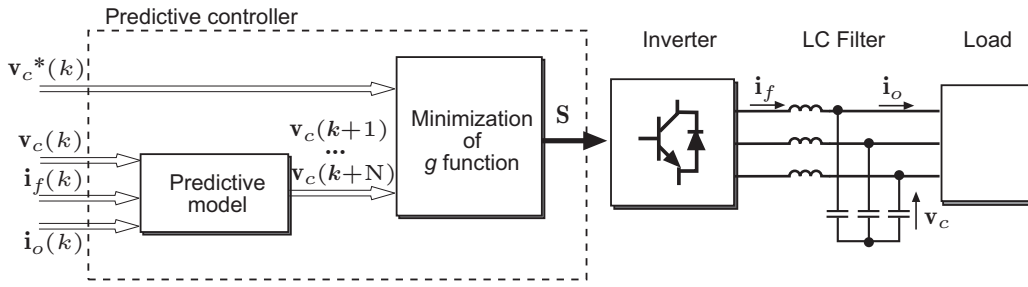 Predictive controller
Inverter
LC Filter
Load
v_c*(k)
v_c(k)
i_f(k)
i_o(k)
Predictive
model
v_c(k+1)
...
v_c(k+N)
Minimization
of
g function
S
i_f
i_o
v_c